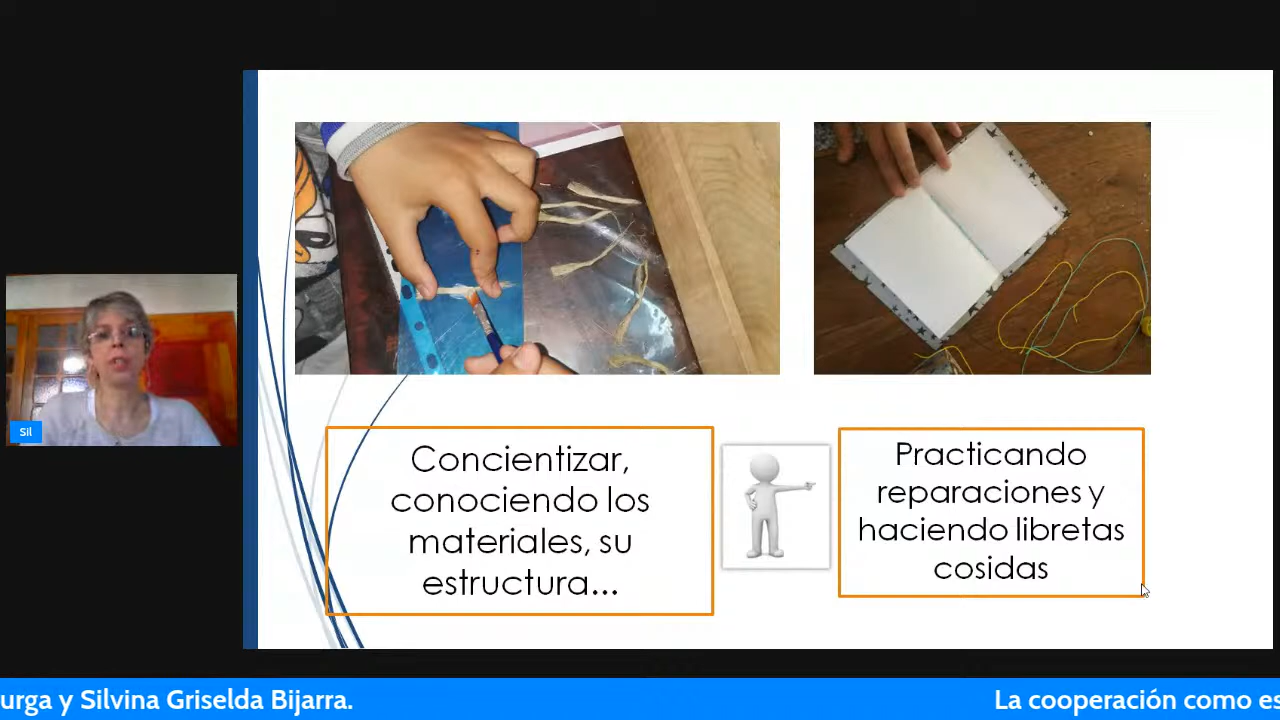 Concientizar,
conociendo los
materiales, su
estructura...
Practicando
reparaciones y
haciendo libretas
cosidas
Sil
urga y Silvina Griselda Bijarra.
La cooperación como es